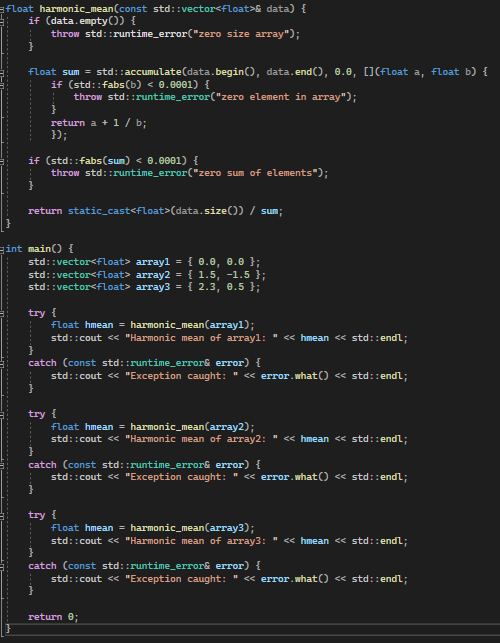 float harmonic_mean(const std::vector<float>& data) {
    if (data.empty()) {
        throw std::runtime_error("zero size array");
    }

    float sum = std::accumulate(data.begin(), data.end(), 0.0, [](float a, float b) {
        if (std::fabs(b) < 0.0001) {
            throw std::runtime_error("zero element in array");
        }
        return a + 1 / b;
        });

    if (std::fabs(sum) < 0.0001) {
        throw std::runtime_error("zero sum of elements");
    }

    return static_cast<float>(data.size()) / sum;
}

int main() {
    std::vector<float> array1 = { 0.0, 0.0 };
    std::vector<float> array2 = { 1.5, -1.5 };
    std::vector<float> array3 = { 2.3, 0.5 };

    try {
        float hmean = harmonic_mean(array1);
        std::cout << "Harmonic mean of array1: " << hmean << std::endl;
    }
    catch (const std::runtime_error& error) {
        std::cout << "Exception caught: " << error.what() << std::endl;
    }

    try {
        float hmean = harmonic_mean(array2);
        std::cout << "Harmonic mean of array2: " << hmean << std::endl;
    }
    catch (const std::runtime_error& error) {
        std::cout << "Exception caught: " << error.what() << std::endl;
    }

    try {
        float hmean = harmonic_mean(array3);
        std::cout << "Harmonic mean of array3: " << hmean << std::endl;
    }
    catch (const std::runtime_error& error) {
        std::cout << "Exception caught: " << error.what() << std::endl;
    }

    return 0;
}